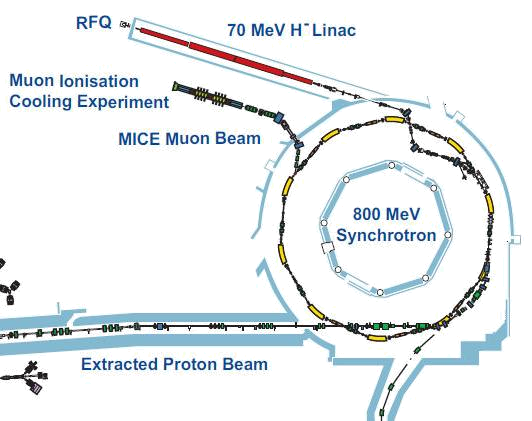 RFQ
70 MeV H⁻ Linac
Muon Ionisation
Cooling Experiment
MICE Muon Beam
800 MeV
Synchrotron
Extracted Proton Beam